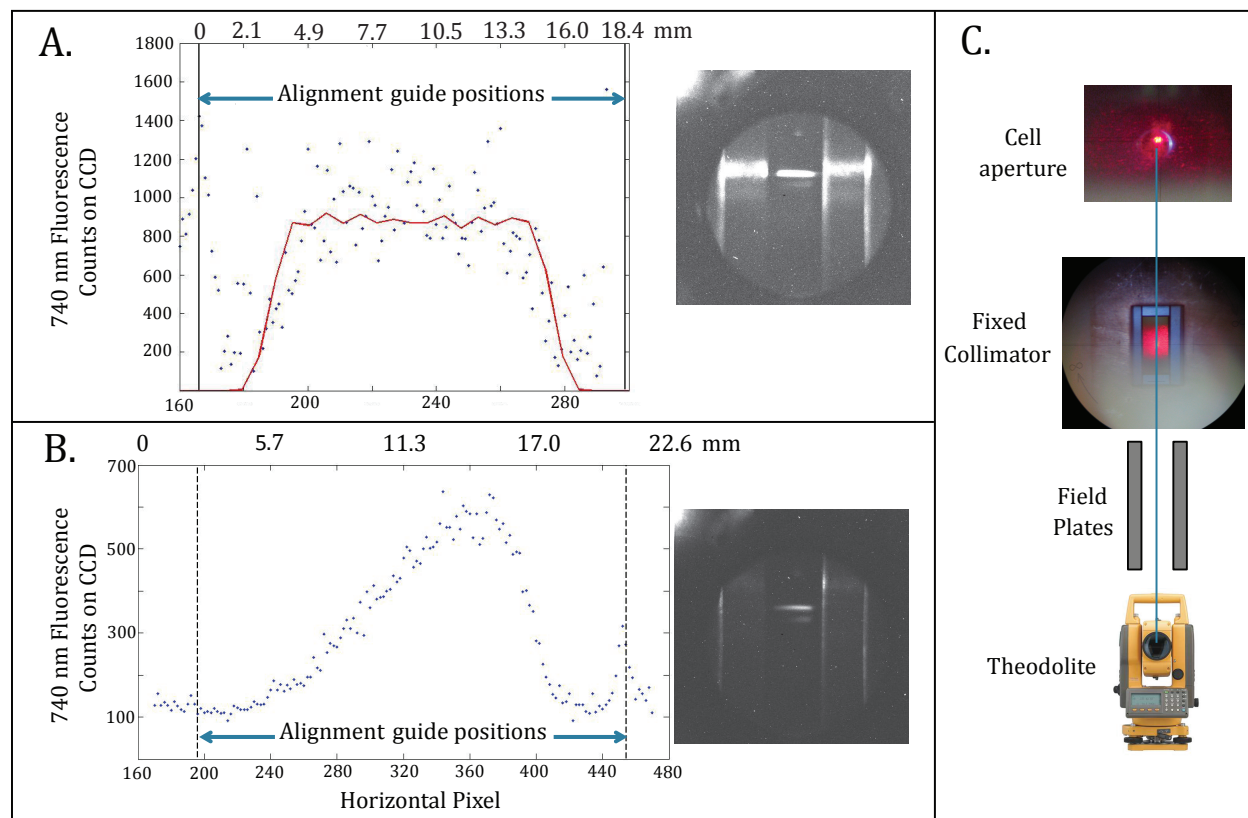 A.
0 2.1 4.9 7.7 10.5 13.3 16.0 18.4 mm
1800
1600
1400
1200
1000
800
600
400
200
160 200 240 280
740 nm Fluorescence
Counts on CCD
Alignment guide positions
B.
0 5.7 11.3 17.0 22.6 mm
700
500
300
100
160 200 240 280 320 360 400 440 480
740 nm Fluorescence
Counts on CCD
Alignment guide positions
Horizontal Pixel
C.
Cell
aperture
Fixed
Collimator
Field
Plates
Theodolite